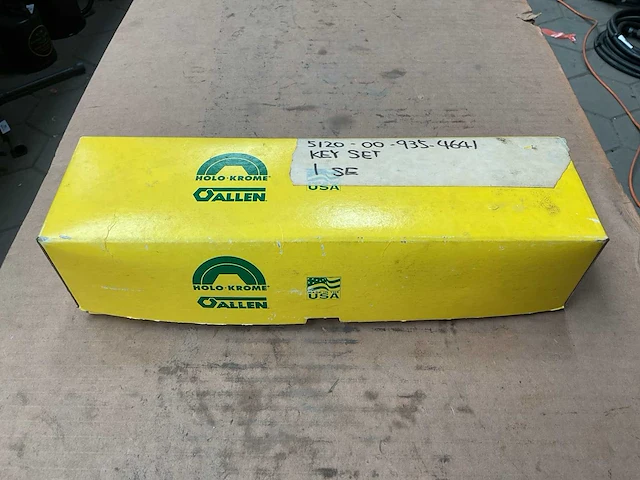 5120-00-935-4641
KEY SET
1 SE
HOLO-KROME
ALLEN
USA
HOLO-KROME
ALLEN
USA